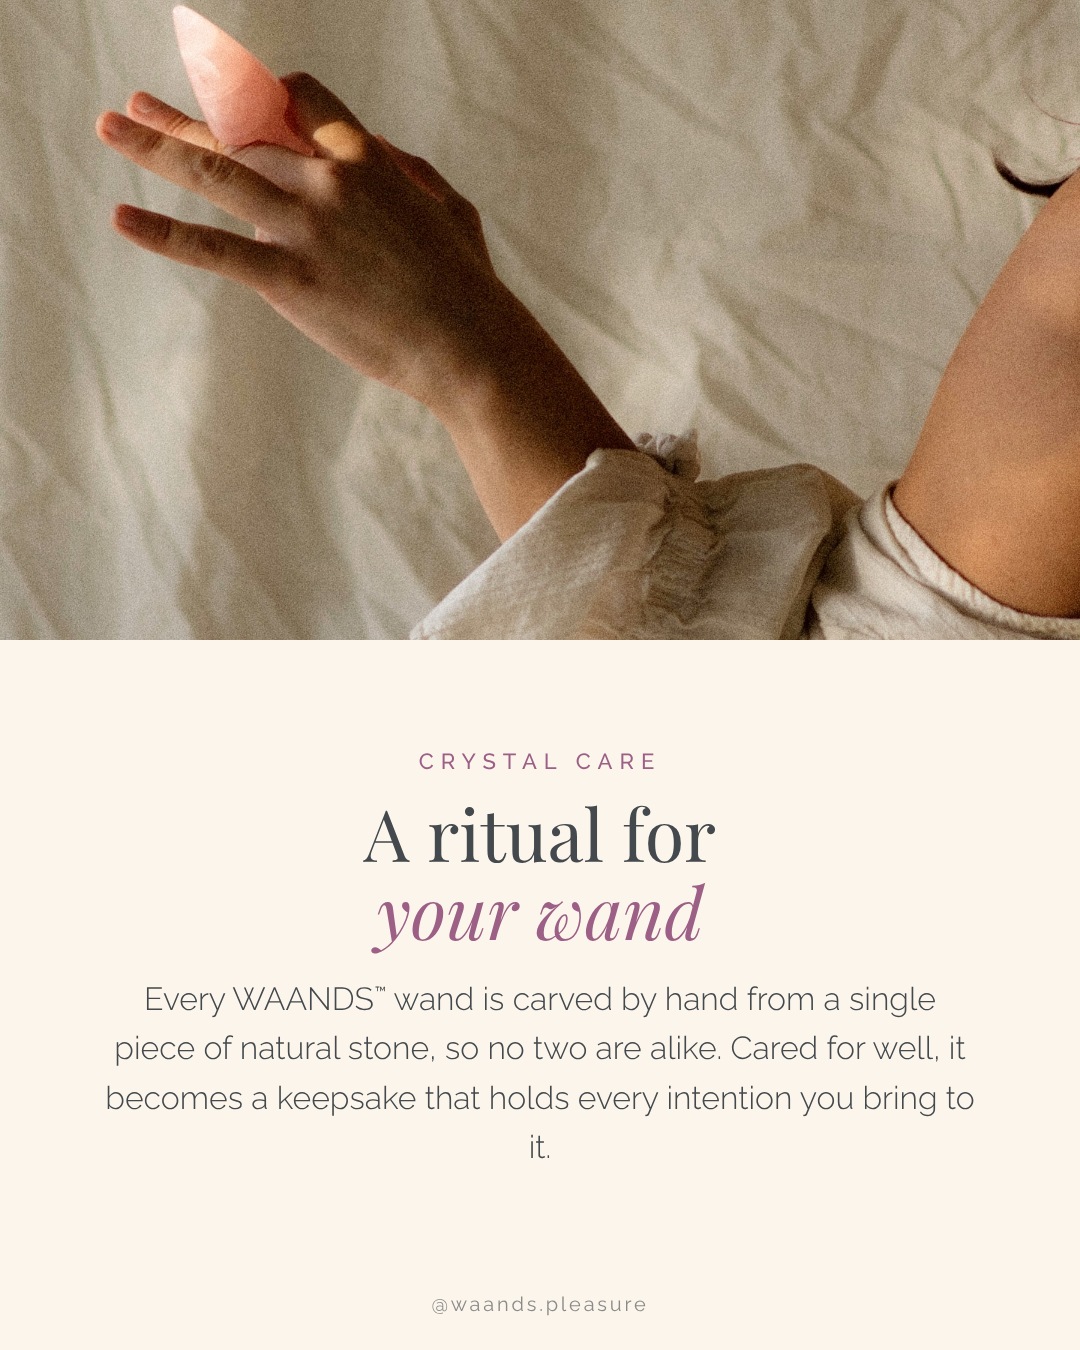 CRYSTAL CARE
A ritual for
your wand
Every WAANDS™ wand is carved by hand from a single
piece of natural stone, so no two are alike. Cared for well, it
becomes a keepsake that holds every intention you bring to
it.
@waands.pleasure